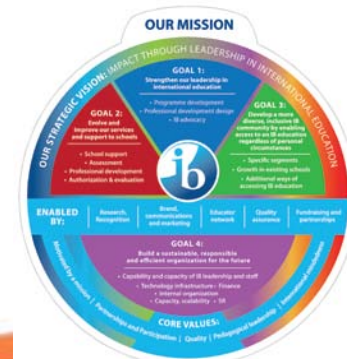 OUR MISSION
OUR STRATEGIC VISION: IMPACT THROUGH LEADERSHIP IN INTERNATIONAL EDUCATION
GOAL 1:
Strengthen our leadership in
international education
• Programme development
• Professional development design
• IB advocacy
GOAL 2:
Evolve and
improve our services
and support to schools
• School support
• Assessment
• Professional development
• Authorization & evaluation
GOAL 3:
Develop a more
diverse, inclusive IB
community by enabling
access to an IB education
regardless of personal
circumstances
• Specific segments
• Growth in existing schools
• Additional ways of
accessing IB education
ib
ENABLED
BY:
Research,
Recognition
Brand,
communications
and marketing
Educator
network
Quality
assurance
Fundraising and
partnerships
GOAL 4:
Build a sustainable, responsible
and efficient organization for the future
• Capability and capacity of IB leadership and staff
• Technology infrastructure • Finance
• Internal organization
• Capacity, scalability • SR
CORE VALUES:
Motivated by a mission | Partnerships and Participation | Quality | Pedagogical leadership | International mindedness